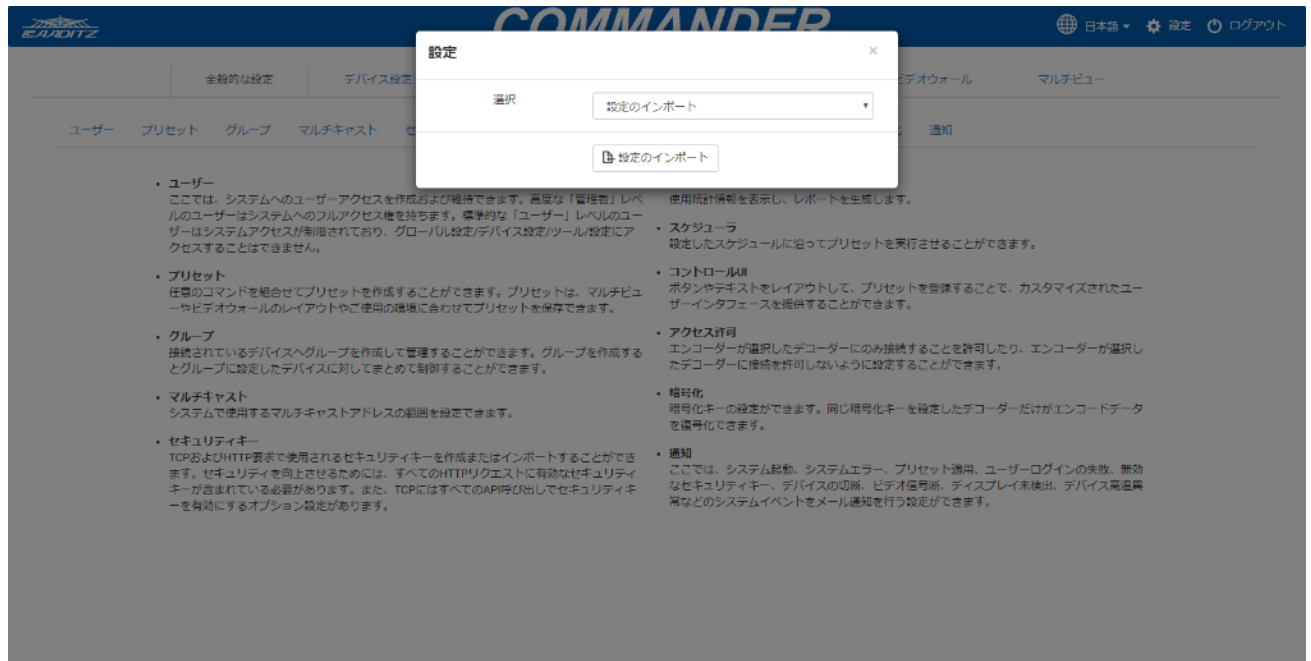 COMMANDER
日本語
設定
ログアウト
設定
×
選択
設定のインポート
設定のインポート
全般的な設定
デバイス設定
ビデオウォール
マルチビュー
ユーザー
プリセット
グループ
マルチキャスト
通知
・ ユーザー
ここでは、システムへのユーザーアクセスを作成および維持できます。高度な「管理者」レベ
ルのユーザーはシステムへのフルアクセス権を持ちます。標準的な「ユーザー」レベルのユー
ザーはシステムアクセスが制限されており、グローバル設定/デバイス設定/ツール/設定にア
クセスすることはできません。
・ プリセット
任意のコマンドを組合せてプリセットを作成することができます。プリセットは、マルチビュ
ーやビデオウォールのレイアウトやご使用の環境に合わせてプリセットを保存できます。
・ グループ
接続されているデバイスへグループを作成して管理することができます。グループを作成する
とグループに設定したデバイスに対してまとめて制御することができます。
・ マルチキャスト
システムで使用するマルチキャストアドレスの範囲を設定できます。
・ セキュリティキー
TCPおよびHTTP要求で使用されるセキュリティキーを作成またはインポートすることができ
ます。セキュリティを向上させるためには、すべてのHTTPリクエストに有効なセキュリティ
キーが含まれている必要があります。また、TCPにはすべてのAPI呼び出しでセキュリティキ
ーを有効にするオプション設定があります。
使用統計情報を表示し、レポートを生成します。
・ スケジューラ
設定したスケジュールに沿ってプリセットを実行させることができます。
・ コントロールUI
ボタンやテキストをレイアウトして、プリセットを登録することで、カスタマイズされたユー
ザーインタフェースを提供することができます。
・ アクセス許可
エンコーダーが選択したデコーダーにのみ接続することを許可したり、エンコーダーが選択し
たデコーダーに接続を許可しないように設定することができます。
・ 暗号化
暗号化キーの設定ができます。同じ暗号化キーを設定したデコーダーだけがエンコードデータ
を復号化できます。
・ 通知
ここでは、システム起動、システムエラー、プリセット適用、ユーザーログインの失敗、無効
なセキュリティキー、デバイスの切断、ビデオ信号断、ディスプレイ未検出、デバイス高温異
常などのシステムイベントをメール通知を行う設定ができます。